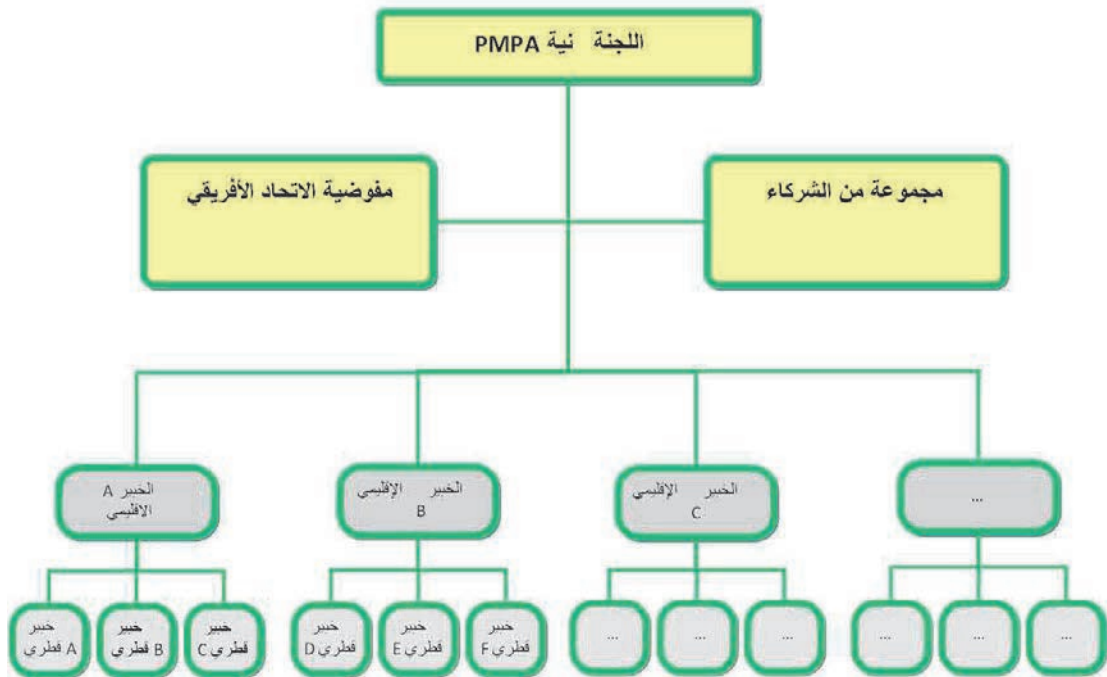 اللجنة نية PMPA
مفوضية الاتحاد الأفريقي
مجموعة من الشركاء
الخبير A
الاقليمي
الخبير الإقليمي
B
الخبير الإقليمي
C
...
خبير
قطري A
خبير
قطري B
خبير
قطري C
خبير
قطري D
خبير
قطري E
خبير
قطري F
...
...
...
...
...
...